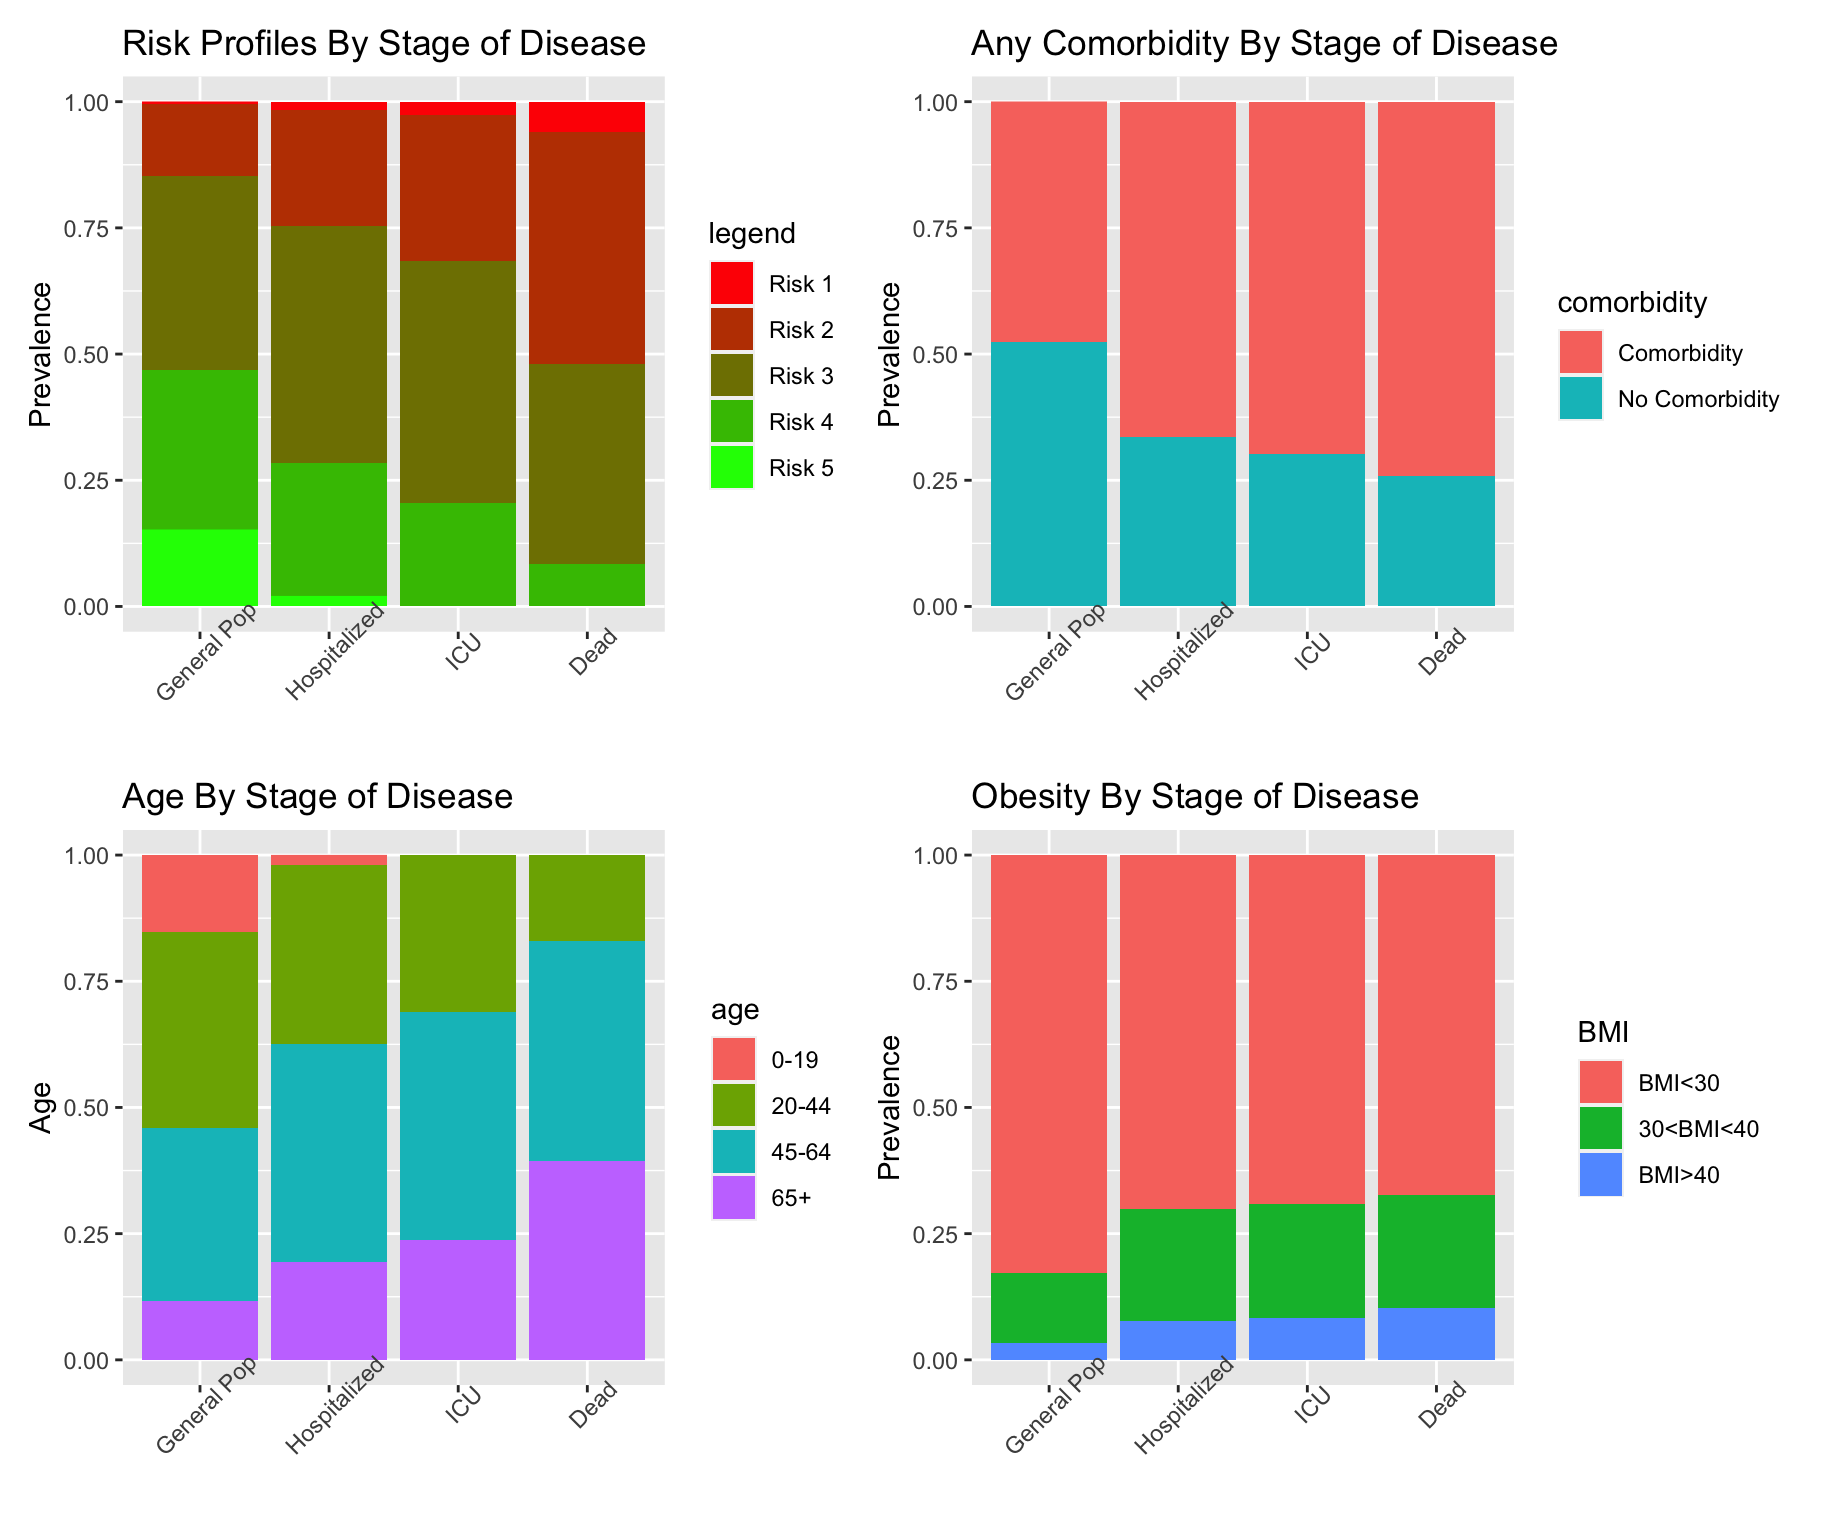 Risk Profiles By Stage of Disease
Prevalence
1.00
0.75
0.50
0.25
0.00
General Pop
Hospitalized
ICU
Dead
legend
Risk 1
Risk 2
Risk 3
Risk 4
Risk 5
Any Comorbidity By Stage of Disease
Prevalence
1.00
0.75
0.50
0.25
0.00
General Pop
Hospitalized
ICU
Dead
comorbidity
Comorbidity
No Comorbidity
Age By Stage of Disease
Age
1.00
0.75
0.50
0.25
0.00
General Pop
Hospitalized
ICU
Dead
age
0-19
20-44
45-64
65+
Obesity By Stage of Disease
Prevalence
1.00
0.75
0.50
0.25
0.00
General Pop
Hospitalized
ICU
Dead
BMI
BMI<30
30<BMI<40
BMI>40